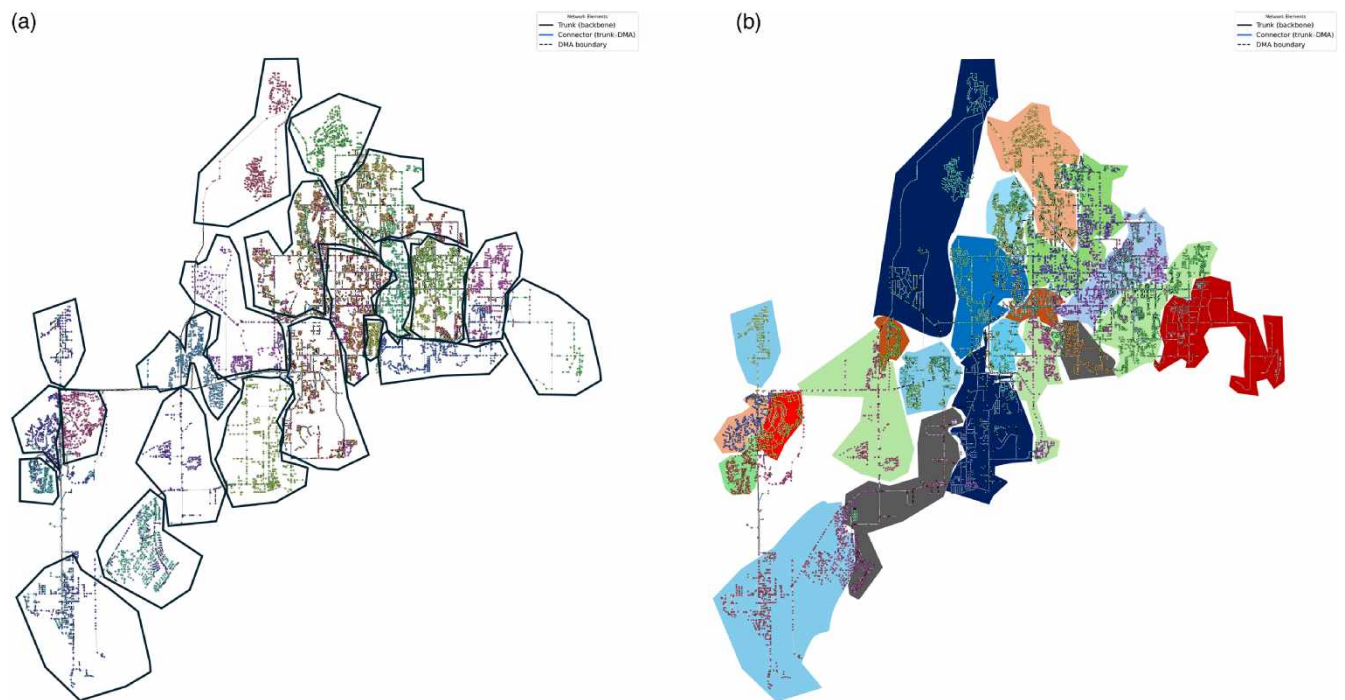 (a)
Network Elements
Trunk (backbone)
Connector (trunk–DMA)
DMA boundary
(b)
Network Elements
Trunk (backbone)
Connector (trunk–DMA)
DMA boundary